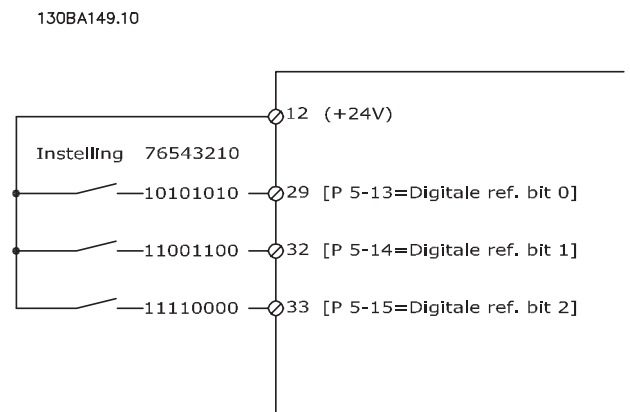 130BA149.10
12 (+24V)
Instelling 76543210
10101010 29 [P 5-13=Digitale ref. bit 0]
11001100 32 [P 5-14=Digitale ref. bit 1]
11110000 33 [P 5-15=Digitale ref. bit 2]